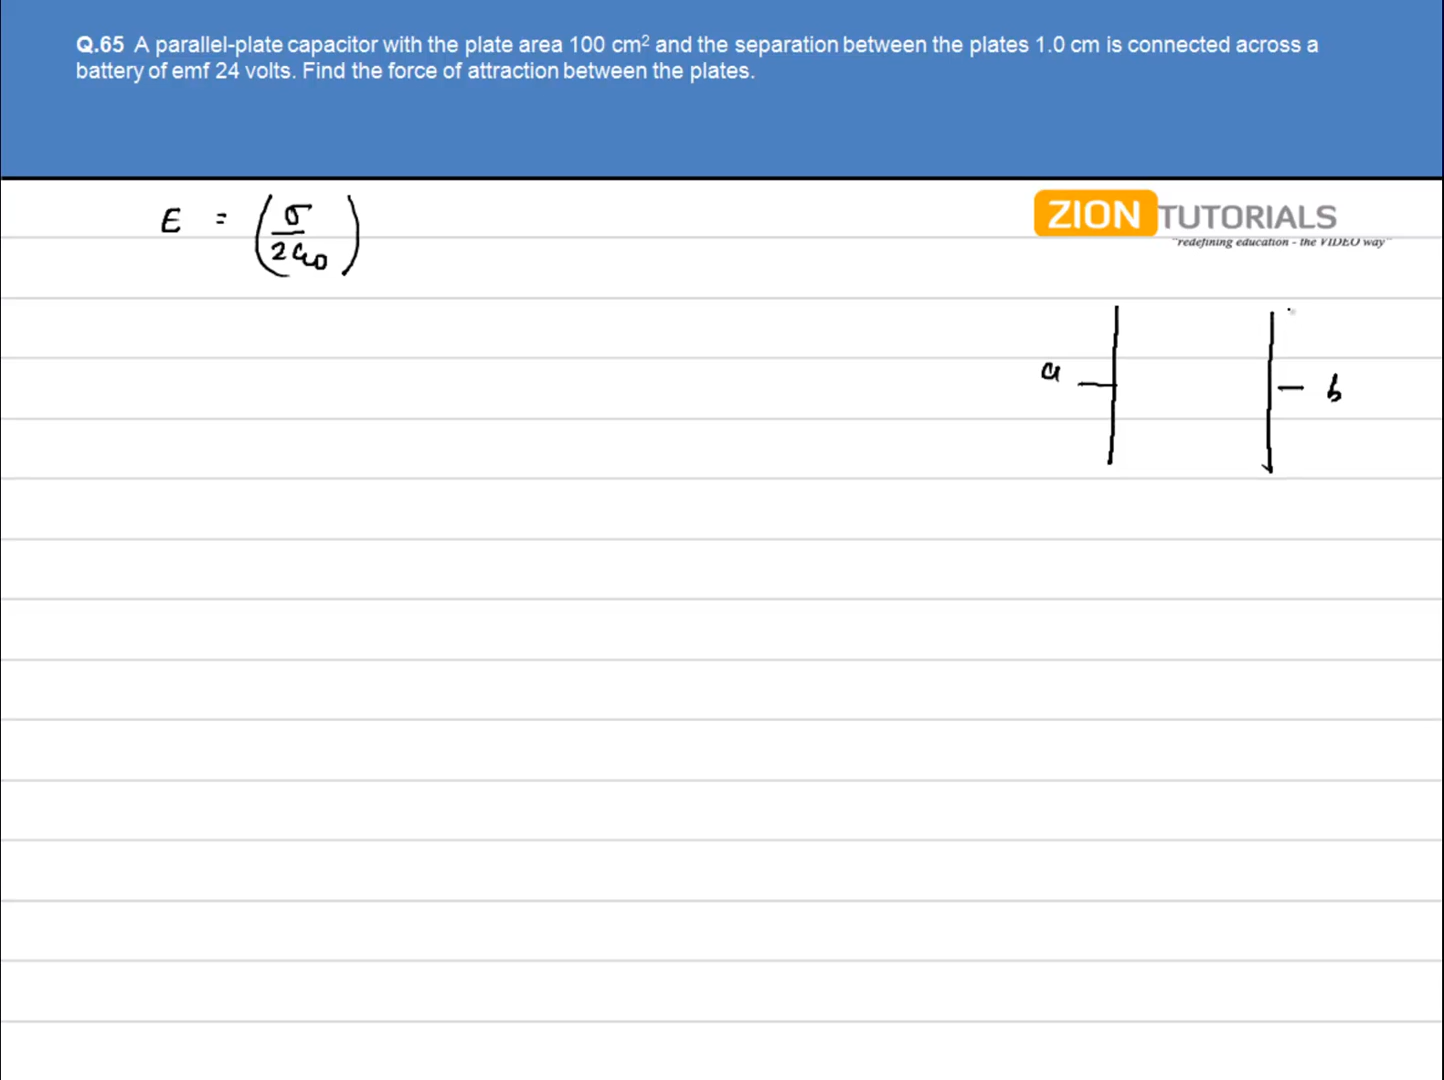 Q.65 A parallel-plate capacitor with the plate area 100 cm² and the separation between the plates 1.0 cm is connected across a
battery of emf 24 volts. Find the force of attraction between the plates.
E = (σ/2ε₀)
ZION TUTORIALS
"redefining education - the VIDEO way"
a
b